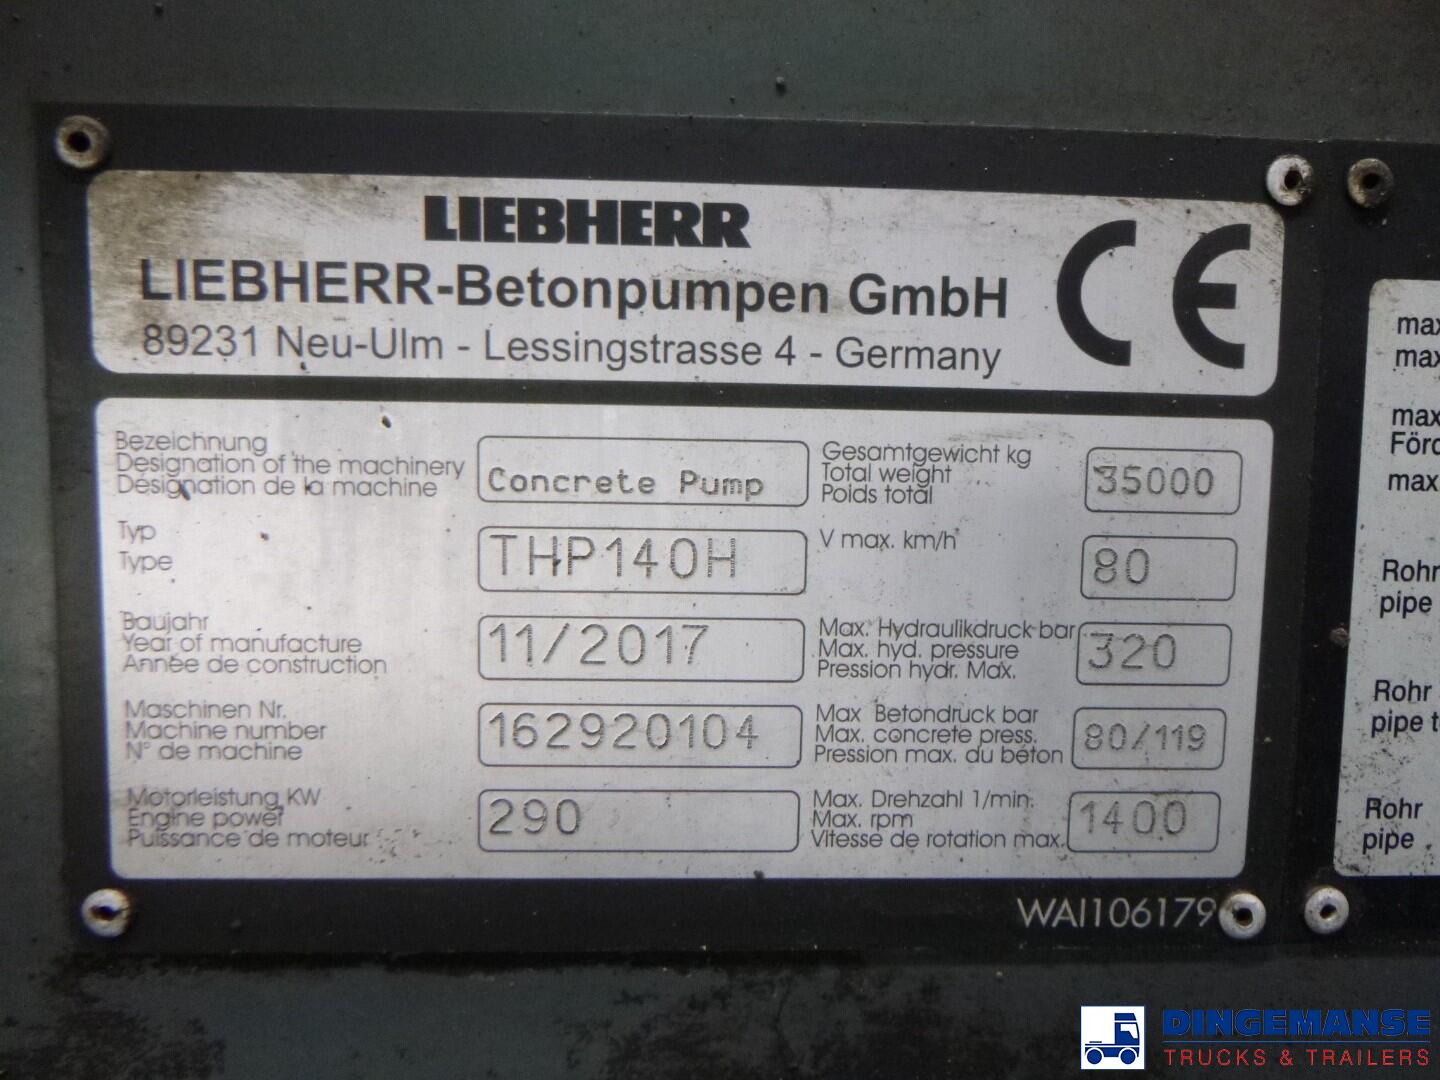 LIEBHERR
LIEBHERR-Betonpumpen GmbH
89231 Neu-Ulm - Lessingstrasse 4 - Germany
CE
Bezeichnung
Designation of the machinery
Désignation de la machine
Concrete Pump
Typ
Type
THP140H
Baujahr
Year of manufacture
Année de construction
11/2017
Maschinen Nr.
Machine number
N° de machine
162920104
Motorleistung KW
Engine power
Puissance de moteur
290
Gesamtgewicht kg
Total weight
Poids total
35000
V max. km/h
80
Max. Hydraulikdruck bar
Max. hyd. pressure
Pression hydr. Max.
320
Max Betondruck bar
Max. concrete press.
Pression max. du béton
80/119
Max. Drehzahl 1/min.
Max. rpm
Vitesse de rotation max.
1400
WAI106179
max
max
max
Förd
max
Rohr
pipe
Rohr
pipe t
Rohr
pipe
DINGEMANSE
TRUCKS & TRAILERS